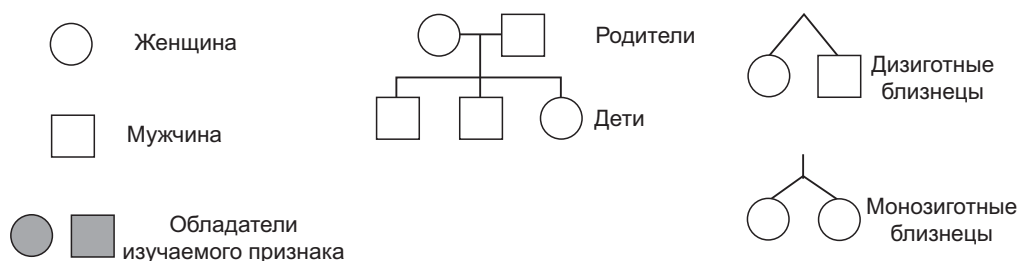 Женщина
Мужчина
Обладатели
изучаемого признака
Родители
Дети
Дизиготные
близнецы
Монозиготные
близнецы